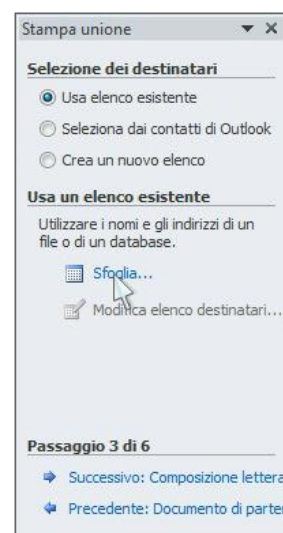 Stampa unione
Selezione dei destinatari
Usa elenco esistente
Seleziona dai contatti di Outlook
Crea un nuovo elenco
Usa un elenco esistente
Utilizzare i nomi e gli indirizzi di un
file o di un database.
Sfoglia...
Modifica elenco destinatari...
Passaggio 3 di 6
Successivo: Composizione lettera
Precedente: Documento di parte